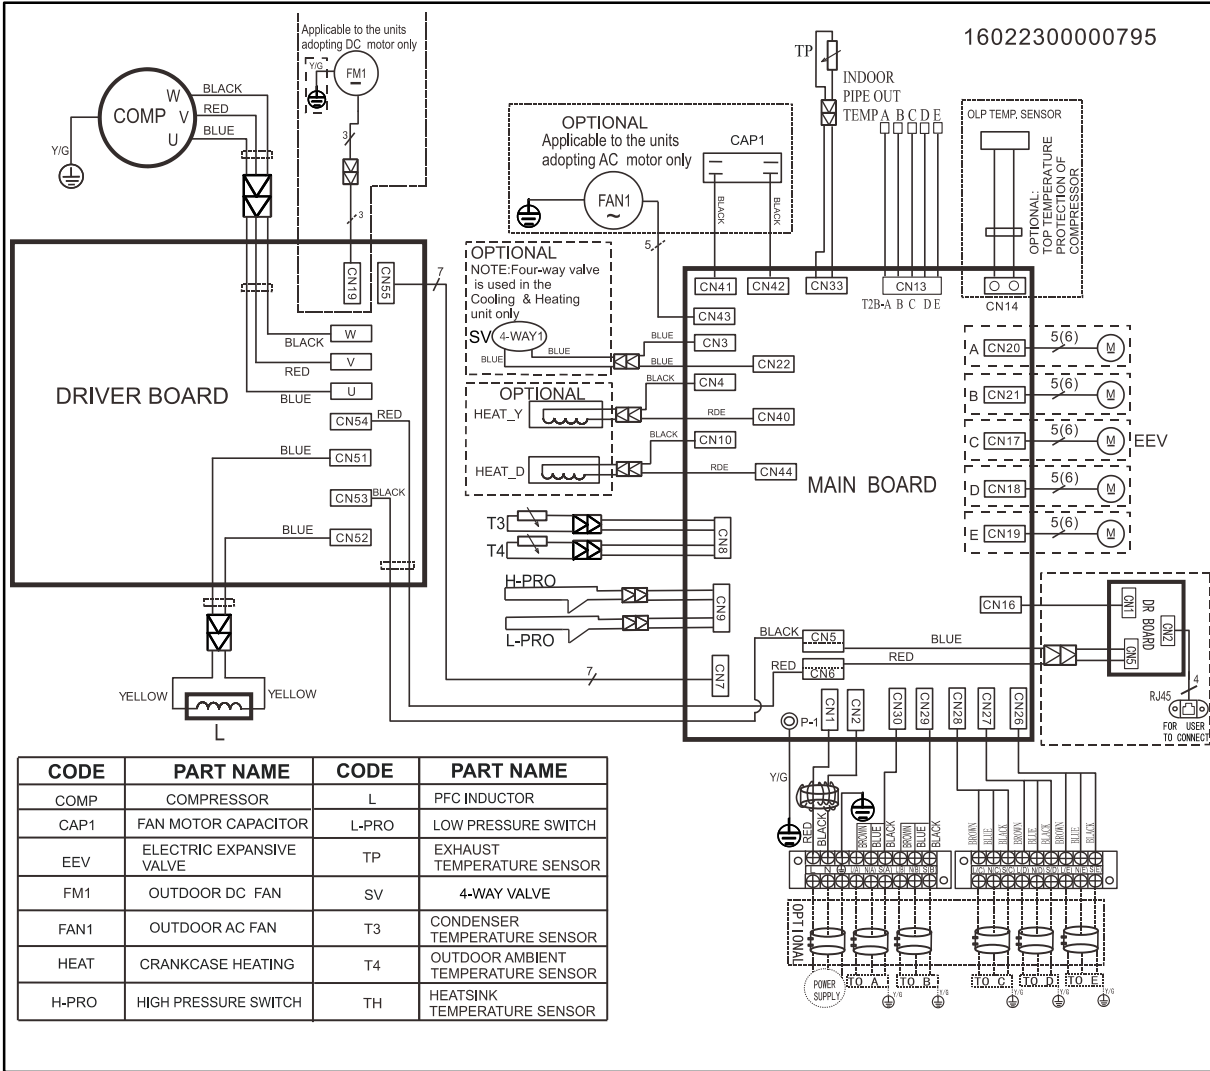 16022300000795
Applicable to the units
adopting DC motor only
Y/G
FM1
3
3
COMP
W
V
U
BLACK
RED
BLUE
Y/G
OPTIONAL
Applicable to the units
adopting AC motor only
CAP1
FAN1
BLACK
BLACK
5
TP
INDOOR
PIPE OUT
TEMP A B C D E
OLP TEMP. SENSOR
OPTIONAL:
TOP TEMPERATURE
PROTECTION OF
COMPRESSOR
DRIVER BOARD
CN19
CN55
7
W
BLACK
V
RED
U
BLUE
CN54
RED
BLUE
CN51
CN53
BLACK
BLUE
CN52
YELLOW
YELLOW
L
OPTIONAL
NOTE:Four-way valve
is used in the
Cooling & Heating
unit only
SV
4-WAY1
BLUE
BLUE
BLUE
BLUE
OPTIONAL
HEAT_Y
BLACK
RDE
HEAT_D
BLACK
RDE
T3
T4
H-PRO
L-PRO
7
MAIN BOARD
CN41
CN42
CN33
CN13
T2B-A B C D E
CN14
CN43
CN3
CN22
CN4
CN40
CN10
CN44
CN8
CN9
CN7
A
CN20
5(6)
M
B
CN21
5(6)
M
C
CN17
5(6)
M
EEV
D
CN18
5(6)
M
E
CN19
5(6)
M
CN16
BLACK
CN5
BLUE
RED
CN6
RED
CN1
DR BOARD
CN2
CN5
4
RJ45
FOR USER
TO CONNECT
P-1
CN1
CN2
CN30
CN29
CN28
CN27
CN26
Y/G
RED
BLACK
BROWN
BLUE
BLACK
BROWN
BLUE
BLACK
BROWN
BLUE
BLACK
BROWN
BLUE
BLACK
BROWN
BLUE
BLACK
L
N
L(A)
N(A)
S(A)
L(B)
N(B)
S(B)
L(C)
N(C)
S(C)
L(D)
N(D)
S(D)
L(E)
N(E)
S(E)
OPTIONAL
POWER
SUPPLY
TO A
Y/G
TO B
Y/G
TO C
Y/G
TO D
Y/G
TO E
Y/G
CODE PART NAME CODE PART NAME
COMP COMPRESSOR L PFC INDUCTOR
CAP1 FAN MOTOR CAPACITOR L-PRO LOW PRESSURE SWITCH
EEV ELECTRIC EXPANSIVE VALVE TP EXHAUST TEMPERATURE SENSOR
FM1 OUTDOOR DC FAN SV 4-WAY VALVE
FAN1 OUTDOOR AC FAN T3 CONDENSER TEMPERATURE SENSOR
HEAT CRANKCASE HEATING T4 OUTDOOR AMBIENT TEMPERATURE SENSOR
H-PRO HIGH PRESSURE SWITCH TH HEATSINK TEMPERATURE SENSOR